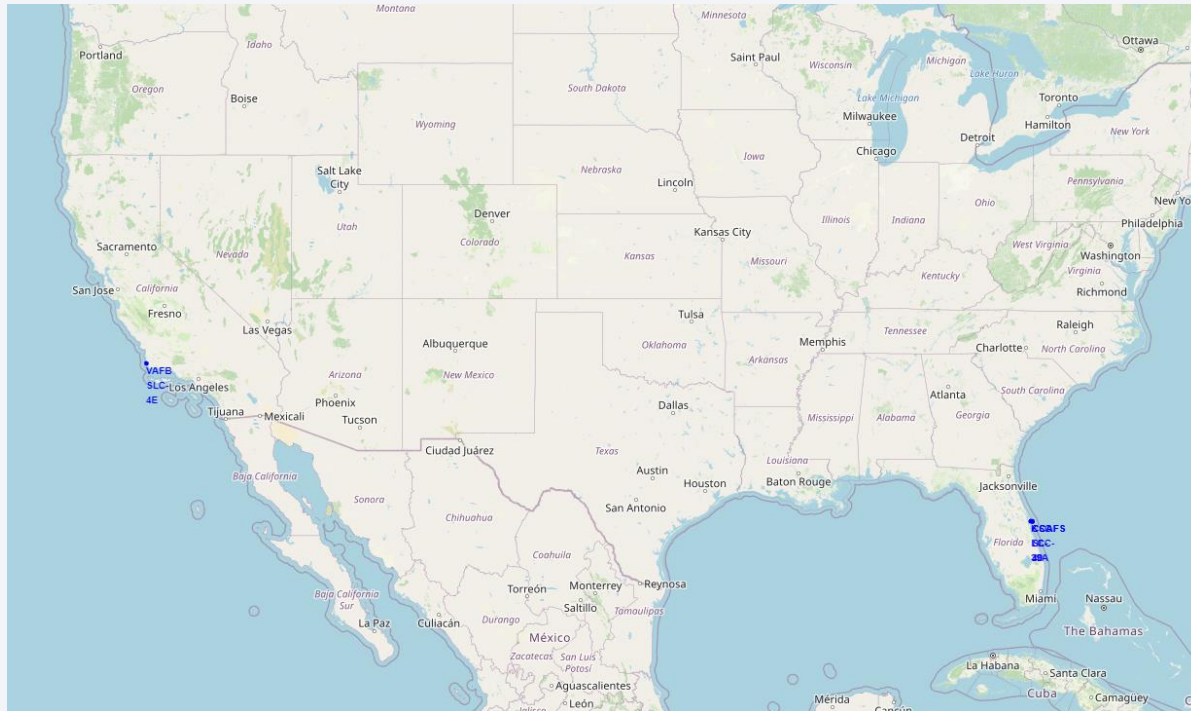 Montana
Minnesota
Ottawa
Portland
Idaho
Saint Paul
Wisconsin
Michigan
Lake Huron
Oregon
Boise
South Dakota
Lake Michigan
Toronto
Wyoming
Milwaukee
Hamilton
New York
Detroit
Chicago
Iowa
Salt Lake
City
Nebraska
Lincoln
Pennsylvania
Ohio
Denver
Illinois
Indiana
Philadelphia
Utah
Kansas City
Colorado
Sacramento
Nevada
Kansas
Missouri
West Virginia
Washington
Virginia
Kentucky
San Jose
California
Richmond
Fresno
Las Vegas
Tulsa
Raleigh
Tennessee
Albuquerque
Oklahoma
Memphis
Charlotte
North Carolina
Arkansas
VAFB
SLC-
4E
Los Angeles
Arizona
New Mexico
South Carolina
Atlanta
Phoenix
Dallas
Tijuana
Mexicali
Tucson
Mississippi
Alabama
Georgia
Ciudad Juárez
Texas
Louisiana
Baja California
Austin
Houston
Baton Rouge
Jacksonville
Sonora
San Antonio
Chihuahua
Florida
Coahuila
Baja California
Sur
Torreón
Monterrey
Reynosa
Miami
Nassau
Saltillo
Tamaulipas
La Paz
Culiacán
Durango
The Bahamas
México
Zacatecas
San Luis
Potosí
La Habana
Santa Clara
Aguascalientes
Cuba
Camagüey
León
Mérida